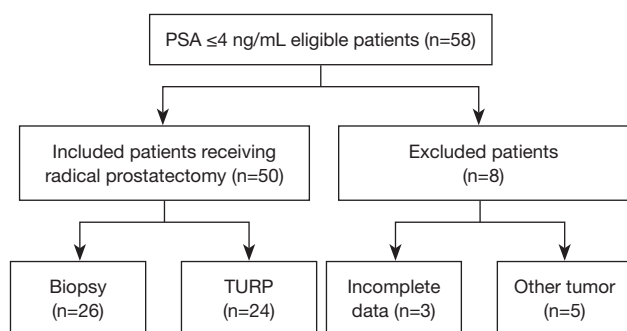 PSA ≤4 ng/mL eligible patients (n=58)
Included patients receiving
radical prostatectomy (n=50)
Excluded patients
(n=8)
Biopsy
(n=26)
TURP
(n=24)
Incomplete
data (n=3)
Other tumor
(n=5)